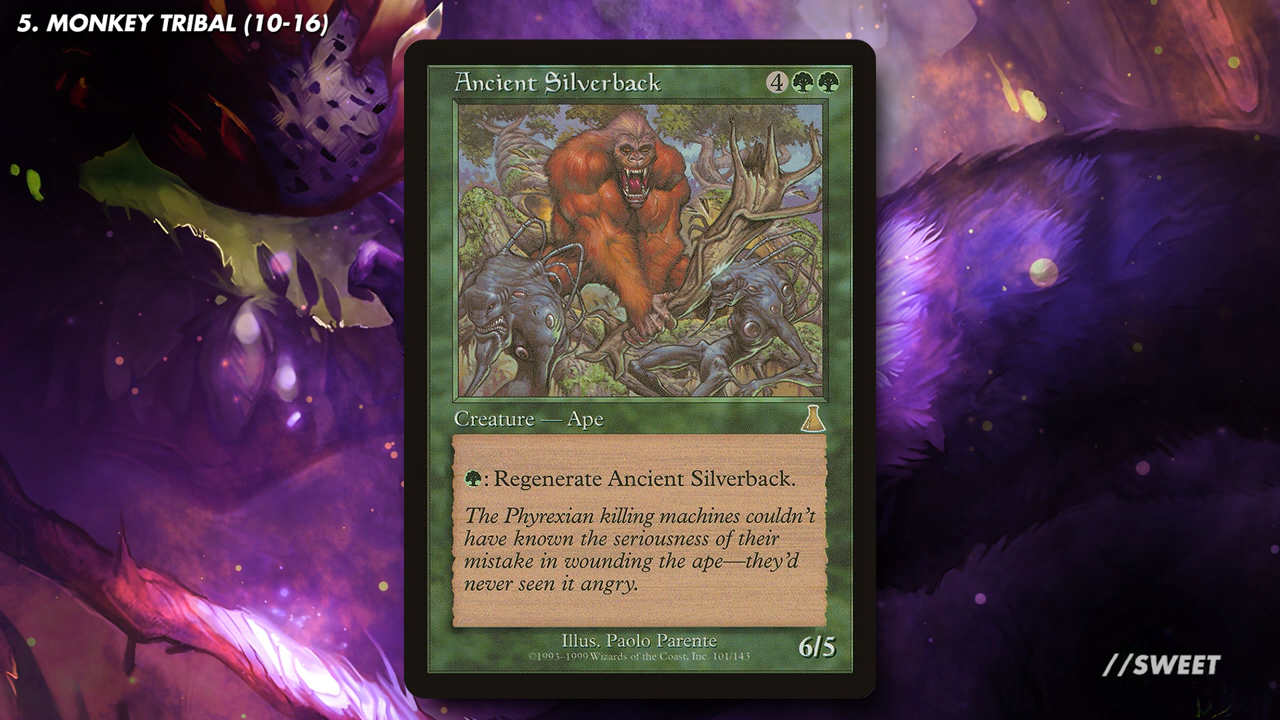 5. MONKEY TRIBAL (10-16)
Ancient Silverback 4
Creature — Ape
: Regenerate Ancient Silverback.
The Phyrexian killing machines couldn't
have known the seriousness of their
mistake in wounding the ape—they'd
never seen it angry.
Illus. Paolo Parente
©1993–1999 Wizards of the Coast, Inc. 101/143
6/5
//SWEET